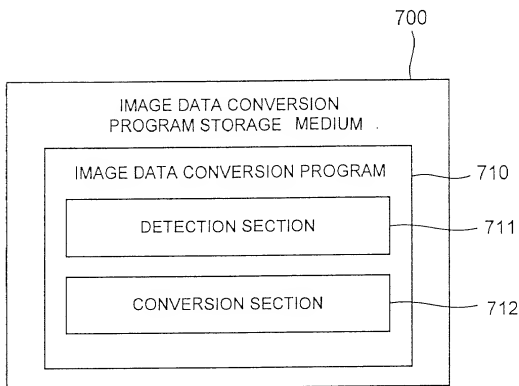 700
IMAGE DATA CONVERSION
PROGRAM STORAGE MEDIUM
IMAGE DATA CONVERSION PROGRAM
710
DETECTION SECTION
711
CONVERSION SECTION
712